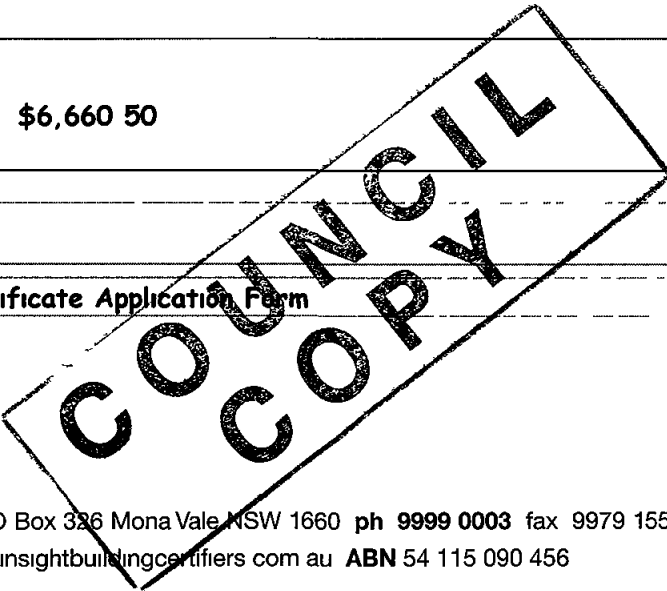 $6,660 50
ificate Application Form
COUNCIL
COPY
O Box 326 Mona Vale NSW 1660 ph 9999 0003 fax 9979 155
insightbuildingcertifiers com au ABN 54 115 090 456